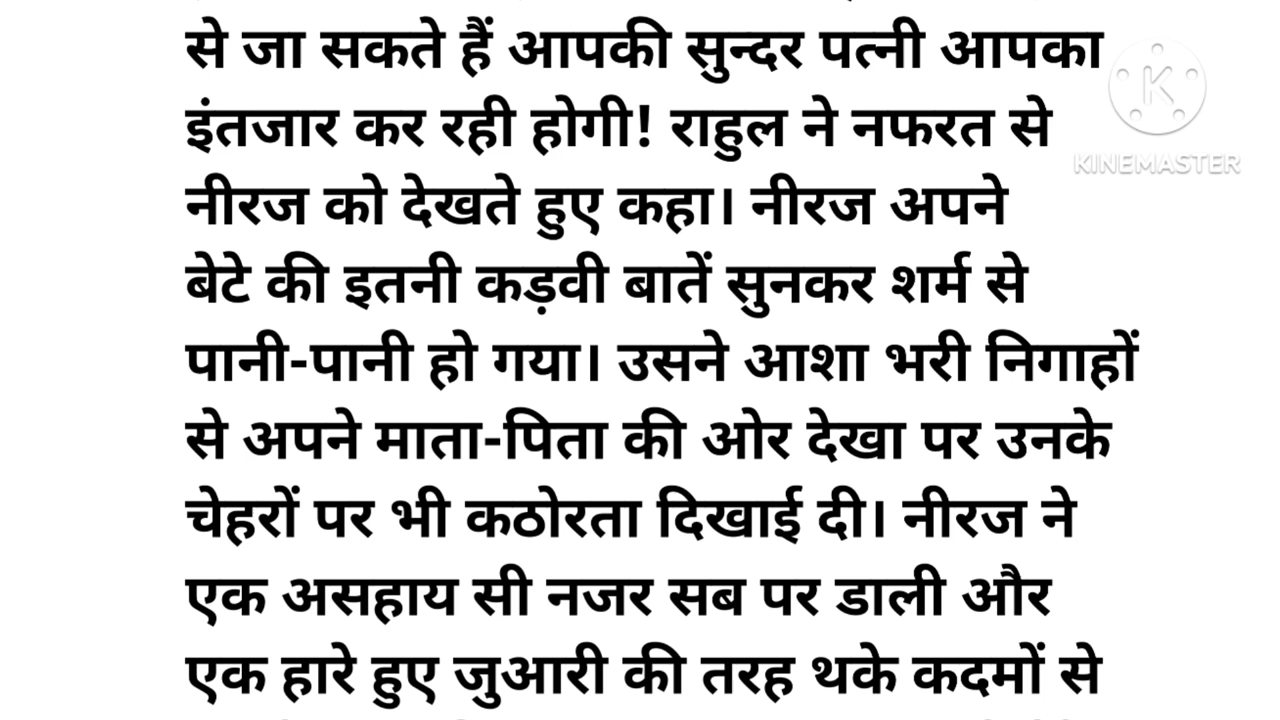 से जा सकते हैं आपकी सुन्दर पत्नी आपका
इंतजार कर रही होगी! राहुल ने नफरत से
नीरज को देखते हुए कहा। नीरज अपने
बेटे की इतनी कड़वी बातें सुनकर शर्म से
पानी-पानी हो गया। उसने आशा भरी निगाहों
से अपने माता-पिता की ओर देखा पर उनके
चेहरों पर भी कठोरता दिखाई दी। नीरज ने
एक असहाय सी नजर सब पर डाली और
एक हारे हुए जुआरी की तरह थके कदमों से
K
KINEMASTER